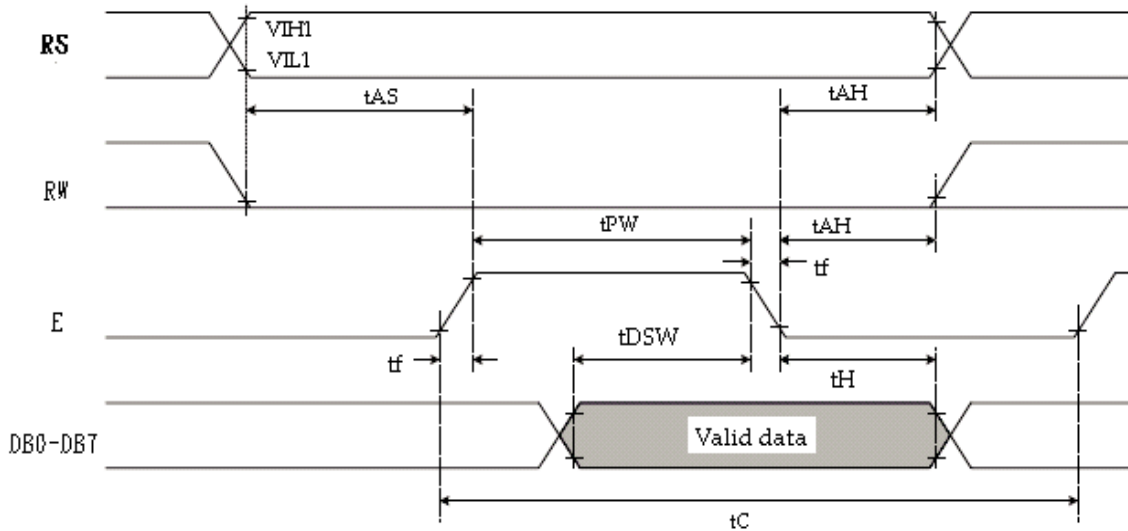 RS
VIH1
VIL1
tAS
tAH
RW
tPW
tAH
tf
E
tDSW
tf
tH
DB0-DB7
Valid data
tC